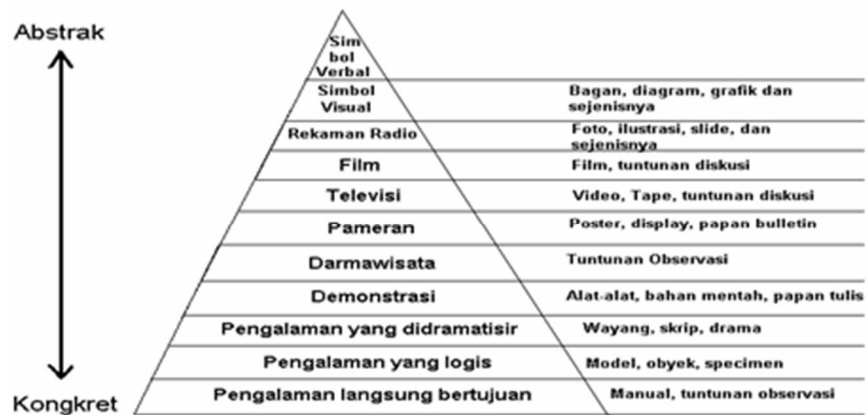 Abstrak
Sim
bol
Verbal
Simbol
Visual
Bagan, diagram, grafik dan
sejenisnya
Rekaman Radio
Foto, ilustrasi, slide, dan
sejenisnya
Film
Film, tuntunan diskusi
Televisi
Video, Tape, tuntunan diskusi
Pameran
Poster, display, papan bulletin
Darmawisata
Tuntunan Observasi
Demonstrasi
Alat-alat, bahan mentah, papan tulis
Pengalaman yang didramatisir
Wayang, skrip, drama
Pengalaman yang logis
Model, obyek, specimen
Kongkret
Pengalaman langsung bertujuan
Manual, tuntunan observasi